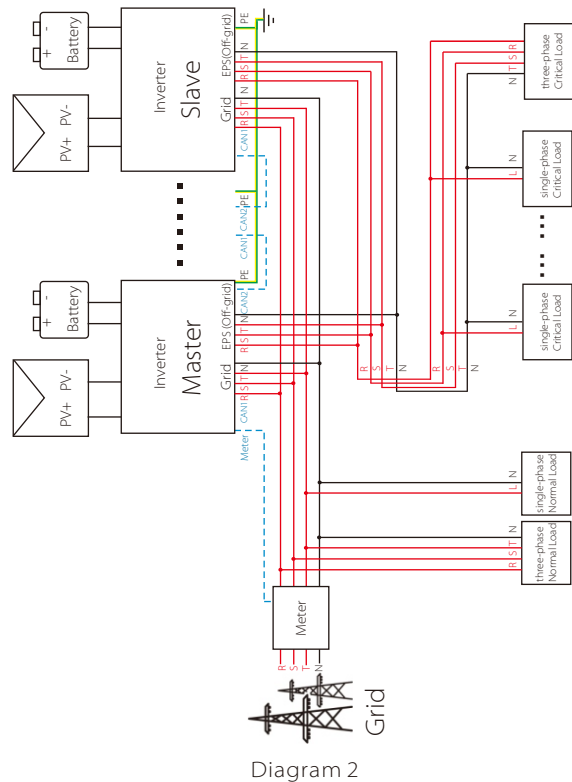 Battery
+ -
PV+ PV-
Inverter
Slave
CAN1
R S T N
Grid
R S T N
EPS(Off-grid)
PE
PE
CAN2
CAN1
Battery
+ -
PV+ PV-
Inverter
Master
Meter
CAN1
R S T N
Grid
R S T N
EPS(Off-grid)
CAN2
PE
R
S
T
N
R
S
T
N
N T S R
three-phase
Critical Load
L N
single-phase
Critical Load
L N
single-phase
Critical Load
L N
single-phase
Normal Load
R S T N
three-phase
Normal Load
Meter
R
S
T
N
Grid
Diagram 2